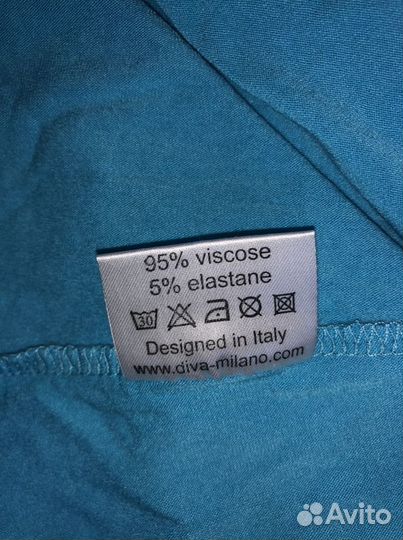 95% viscose
5% elastane
30
Designed in Italy
www.diva-milano.com
Avito